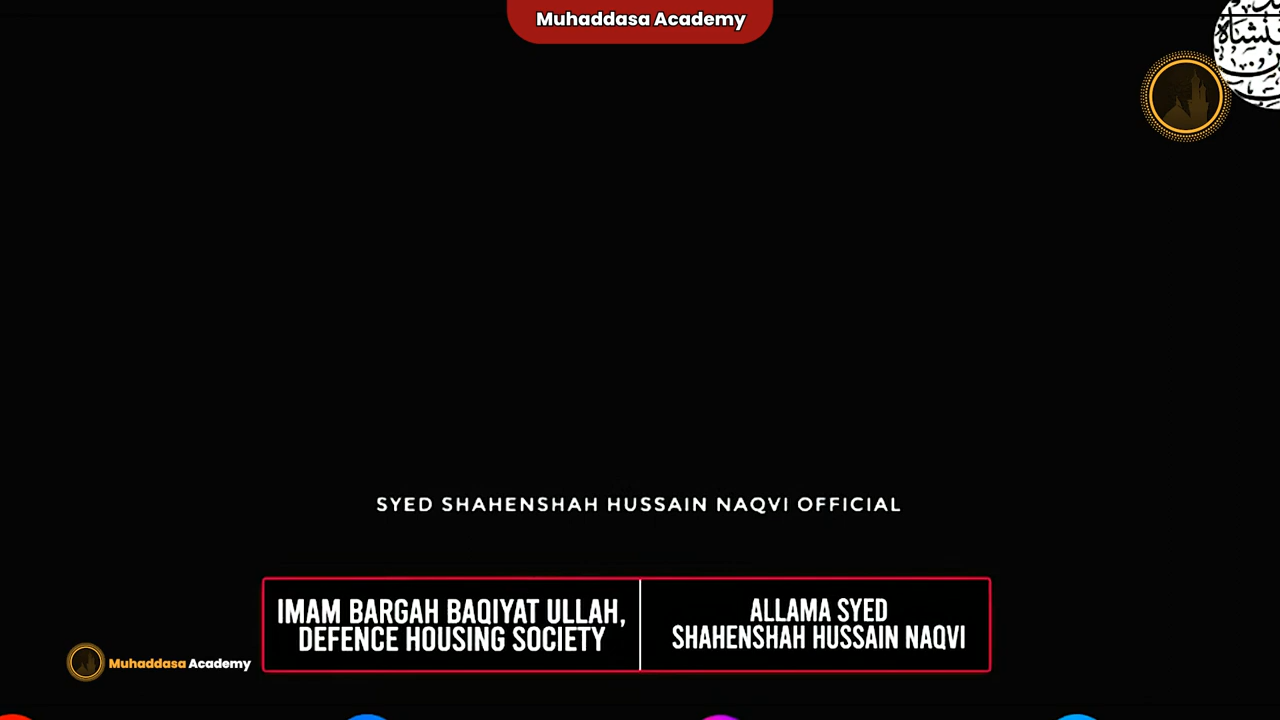 Muhaddasa Academy
SYED SHAHENSHAH HUSSAIN NAQVI OFFICIAL
IMAM BARGAH BAQIYAT ULLAH,
DEFENCE HOUSING SOCIETY
ALLAMA SYED
SHAHENSHAH HUSSAIN NAQVI
Muhaddasa Academy